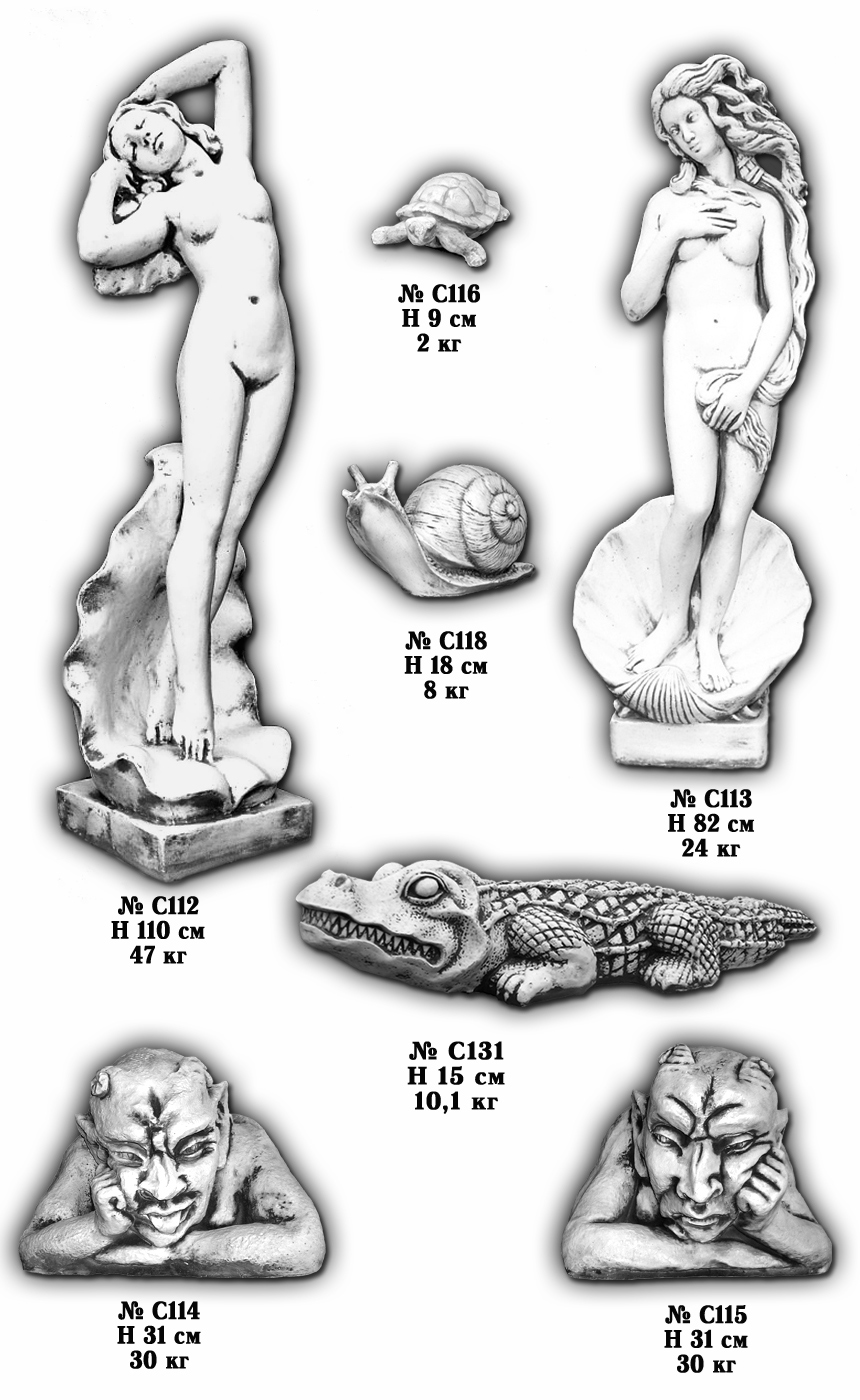 № С116
Н 9 см
2 кг
№ С118
Н 18 см
8 кг
№ С113
Н 82 см
24 кг
№ С112
Н 110 см
47 кг
№ С131
Н 15 см
10,1 кг
№ С114
Н 31 см
30 кг
№ С115
Н 31 см
30 кг